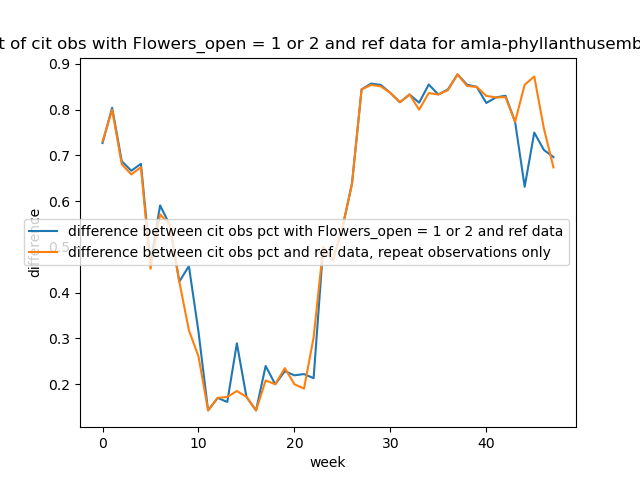 t of cit obs with Flowers_open = 1 or 2 and ref data for amla-phyllanthusemb
0.9
0.8
0.7
0.6
0.5
0.4
0.3
0.2
difference
difference between cit obs pct with Flowers_open = 1 or 2 and ref data
difference between cit obs pct and ref data, repeat observations only
0 10 20 30 40
week